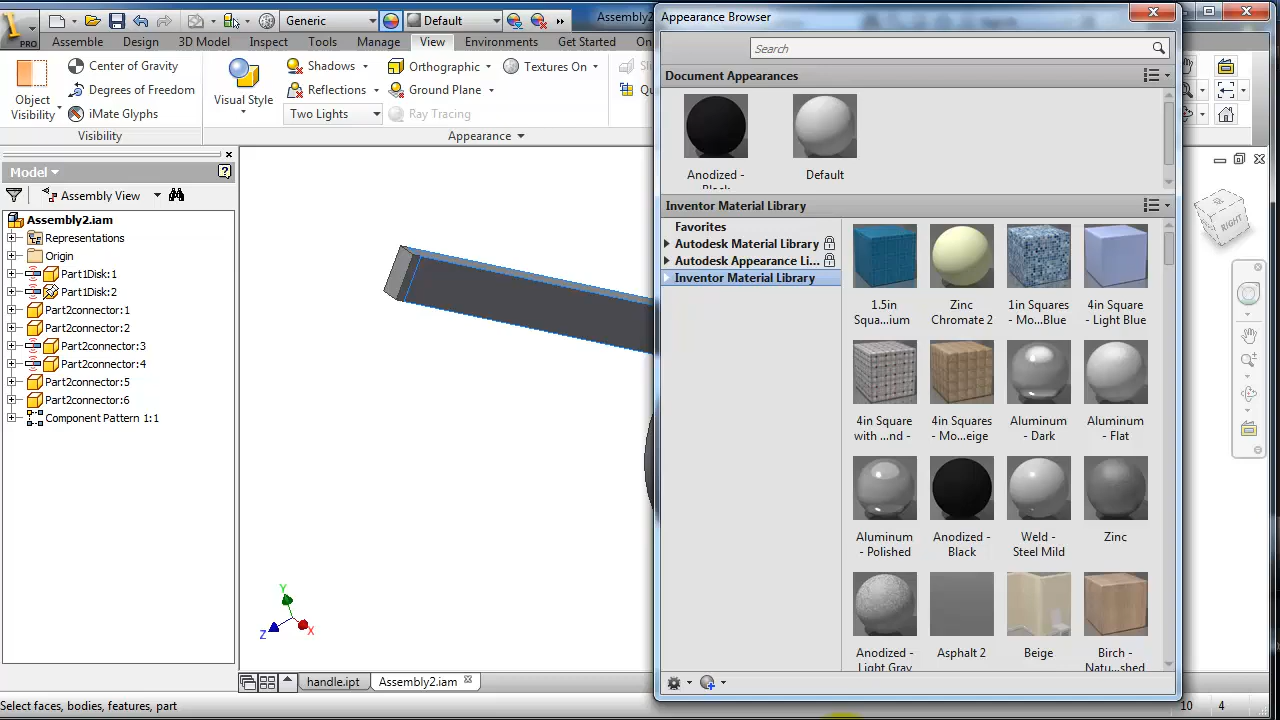 PRO
Generic
Default
Assembly2
Appearance Browser
Assemble
Design
3D Model
Inspect
Tools
Manage
View
Environments
Get Started
On
Object
Visibility
Center of Gravity
Degrees of Freedom
iMate Glyphs
Visibility
Visual Style
Shadows
Reflections
Two Lights
Orthographic
Ground Plane
Ray Tracing
Textures On
Appearance
Search
Document Appearances
Anodized -
Default
Inventor Material Library
Favorites
Autodesk Material Library
Autodesk Appearance Li...
Inventor Material Library
1.5in
Squa...ium
Zinc
Chromate 2
1in Squares
- Mo...Blue
4in Square
- Light Blue
4in Square
with ...nd -
4in Squares
- Mo...eige
Aluminum
- Dark
Aluminum
- Flat
Aluminum
- Polished
Anodized -
Black
Weld -
Steel Mild
Zinc
Anodized -
Light Gray
Asphalt 2
Beige
Birch -
Natu...shed
Model
Assembly View
Assembly2.iam
Representations
Origin
Part1Disk:1
Part1Disk:2
Part2connector:1
Part2connector:2
Part2connector:3
Part2connector:4
Part2connector:5
Part2connector:6
Component Pattern 1:1
RIGHT
Y
Z
X
handle.ipt
Assembly2.iam
Select faces, bodies, features, part
10
4